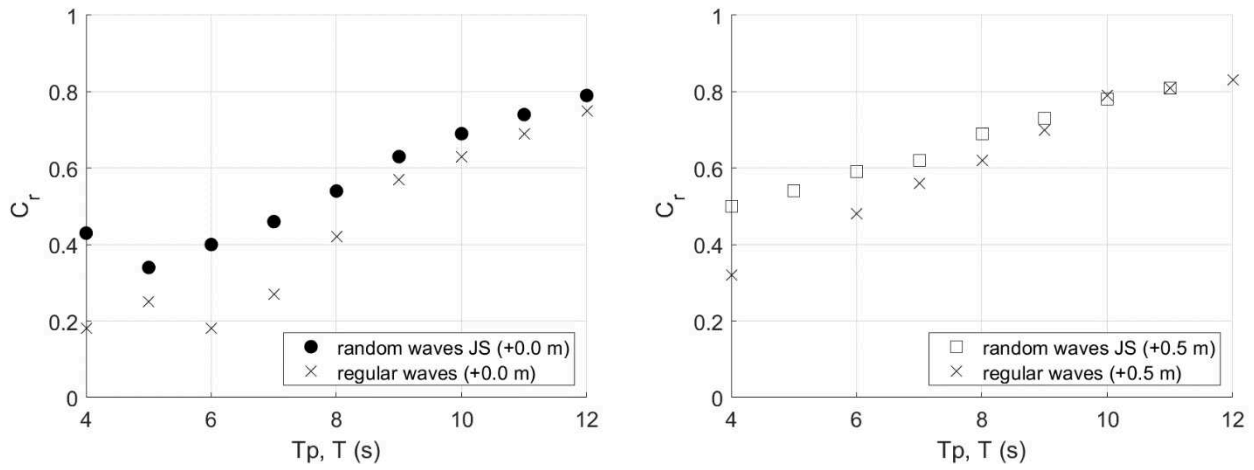 1
0.8
0.6
0.4
0.2
0
C_r
4
6
8
10
12
Tp, T (s)
random waves JS (+0.0 m)
regular waves (+0.0 m)
1
0.8
0.6
0.4
0.2
0
C_r
4
6
8
10
12
Tp, T (s)
random waves JS (+0.5 m)
regular waves (+0.5 m)